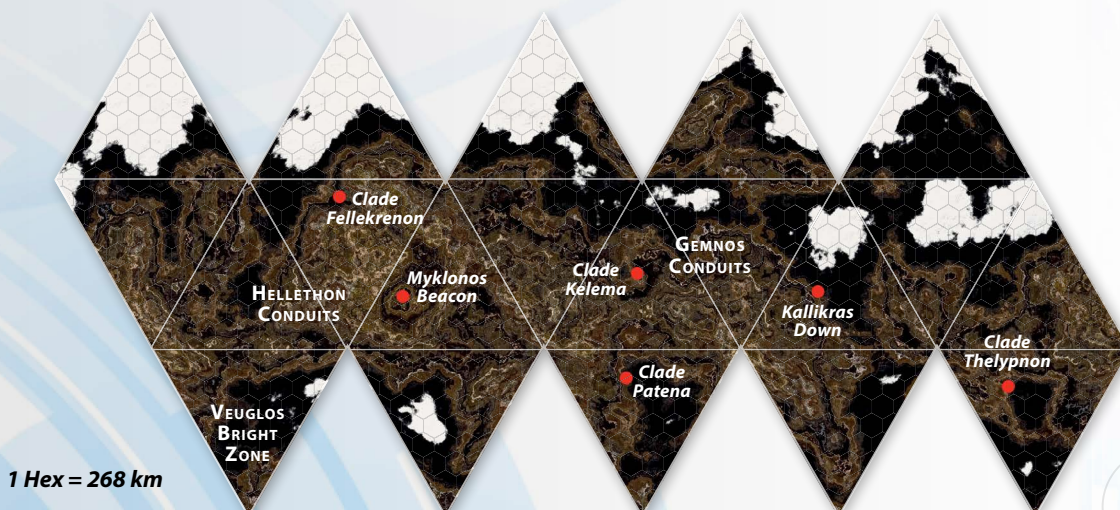 Clade
Fellekrenon
Gemnos
Conduits
Clade
Kelema
Myklonos
Beacon
Hellethon
Conduits
Kallikras
Down
Clade
Thelypnon
Clade
Patena
Veuglos
Bright
Zone
1 Hex = 268 km